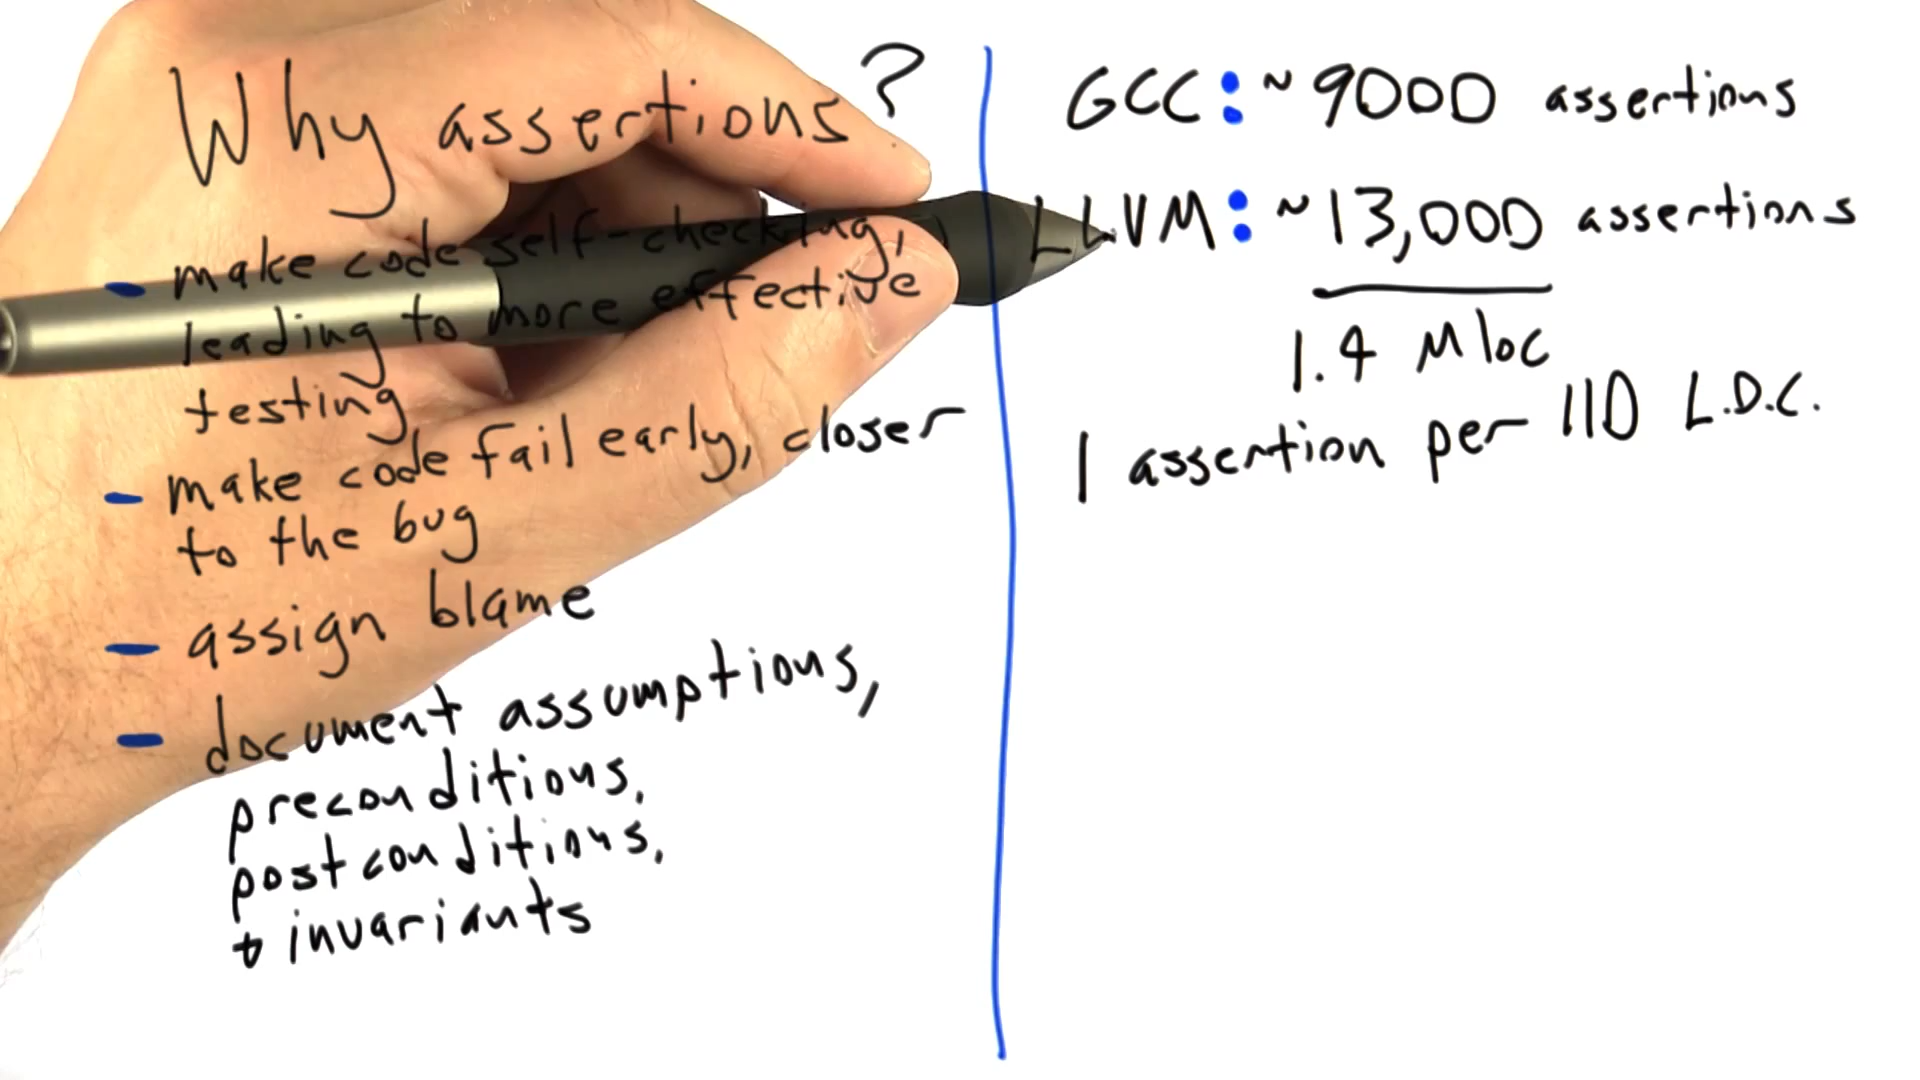 Why assertions?
- make code self-checking,
leading to more effective
testing
- make code fail early, closer
to the bug
- assign blame
- document assumptions,
preconditions,
postconditions,
+ invariants
GCC: ~ 9000 assertions
LLVM: ~ 13,000 assertions
1.4 Mloc
1 assertion per 110 L.O.C.